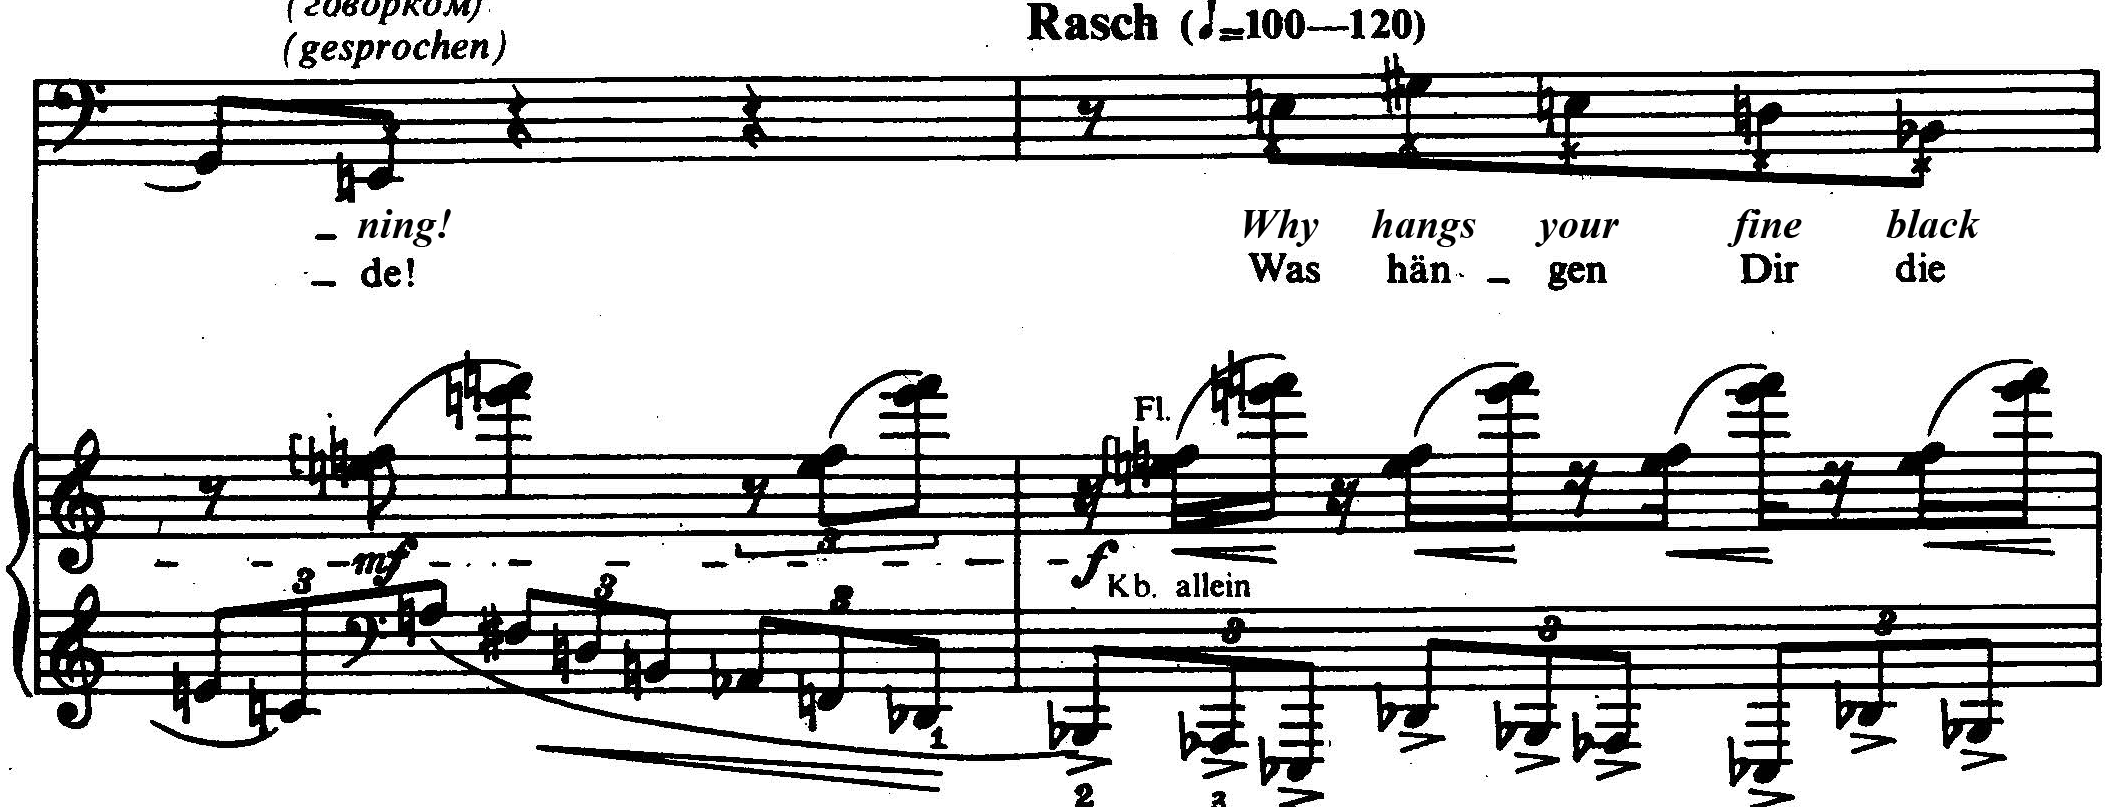 (говорком)
(gesprochen)
Rasch (♩=100—120)
_ ning! Why hangs your fine black
_ de! Was hän _ gen Dir die
Fl.
mf 3 f
Kb. allein
3 3 3 3 3 3
1
2 3